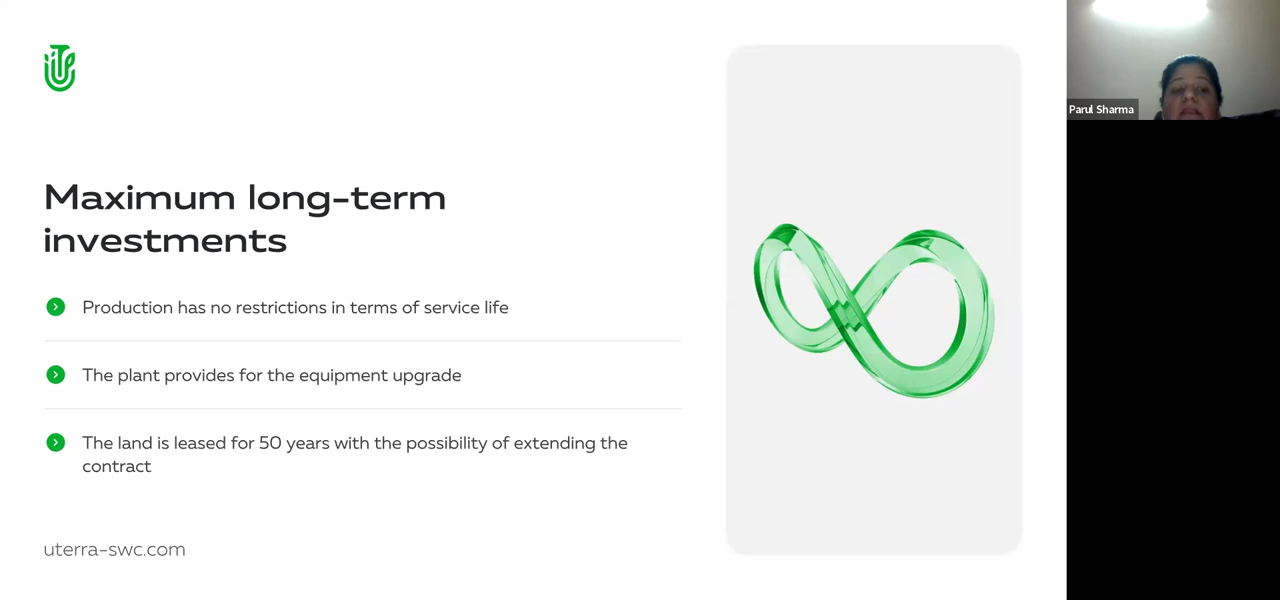 Maximum long-term
investments
Production has no restrictions in terms of service life
The plant provides for the equipment upgrade
The land is leased for 50 years with the possibility of extending the
contract
uterra-swc.com
Parul Sharma